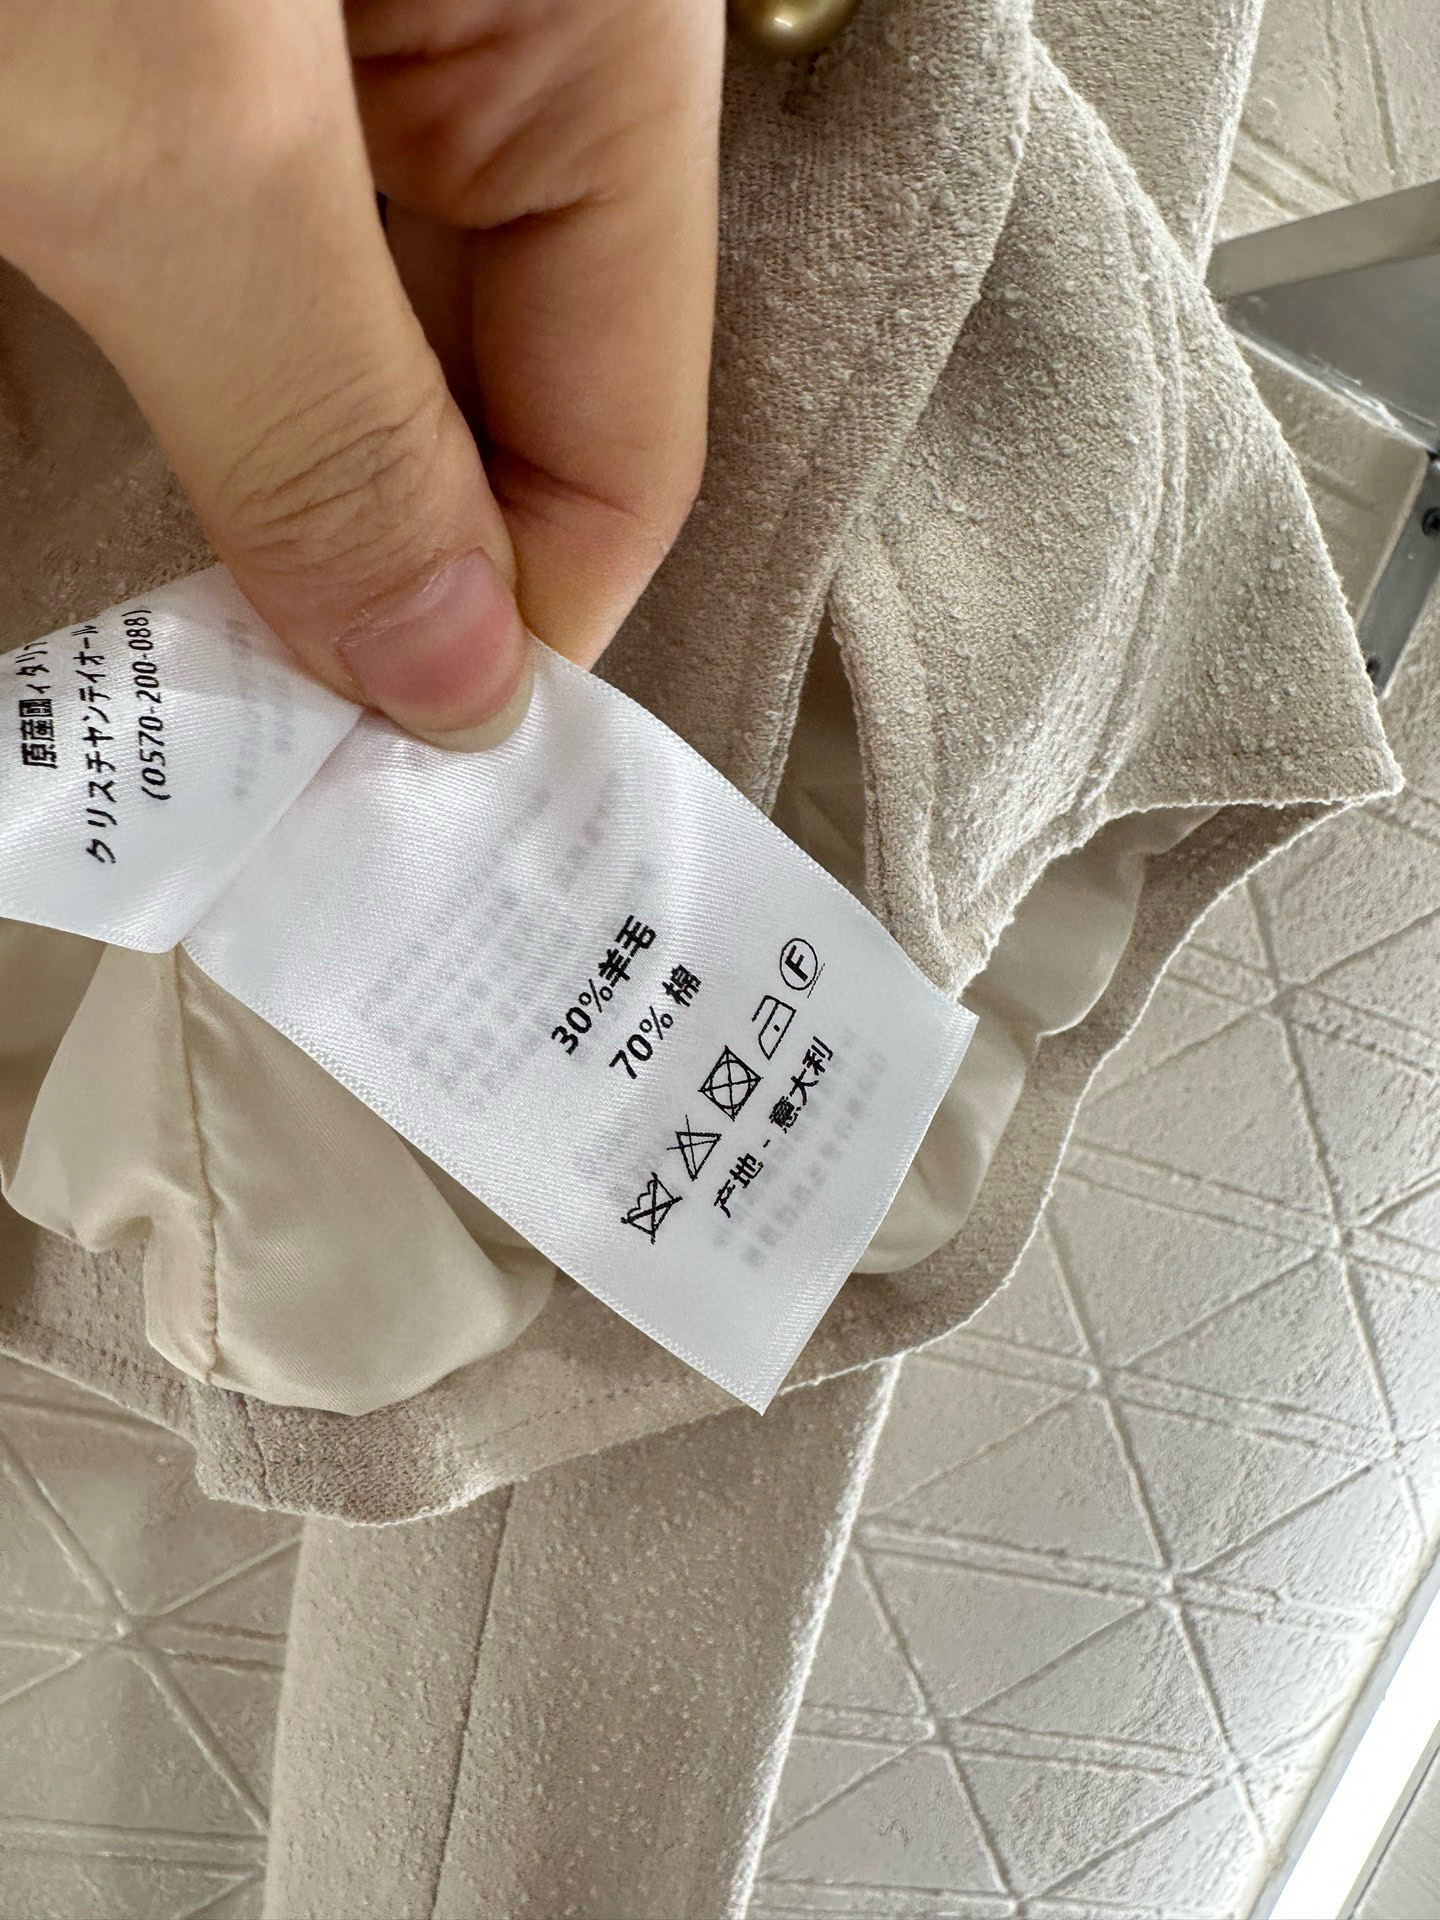 原産國イタリア
クリスチャンディオール
(0570-200-088)
30%羊毛
70% 棉
F
产地 - 意大利